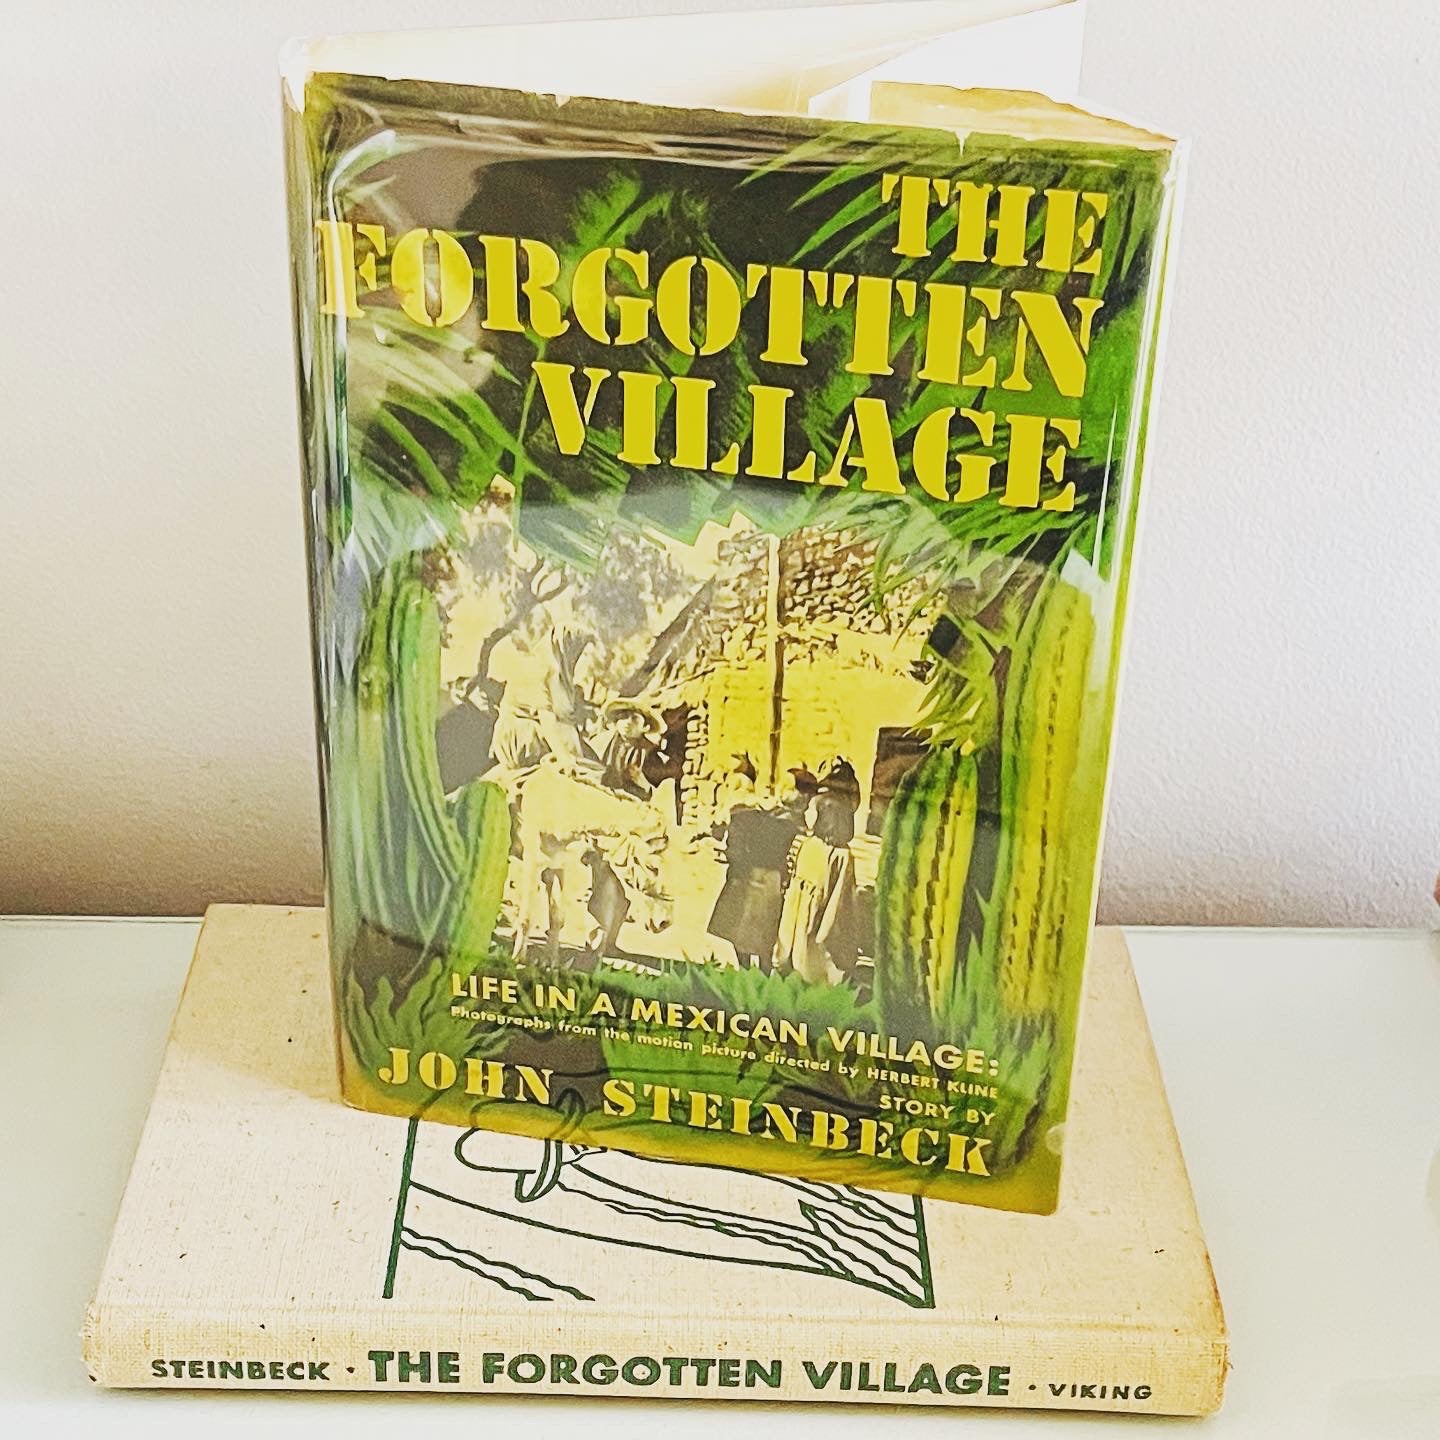 THE
FORGOTTEN
VILLAGE
LIFE IN A MEXICAN VILLAGE:
Photographs from the motion picture directed by HERBERT KLINE
STORY BY
JOHN STEINBECK
STEINBECK · THE FORGOTTEN VILLAGE · VIKING